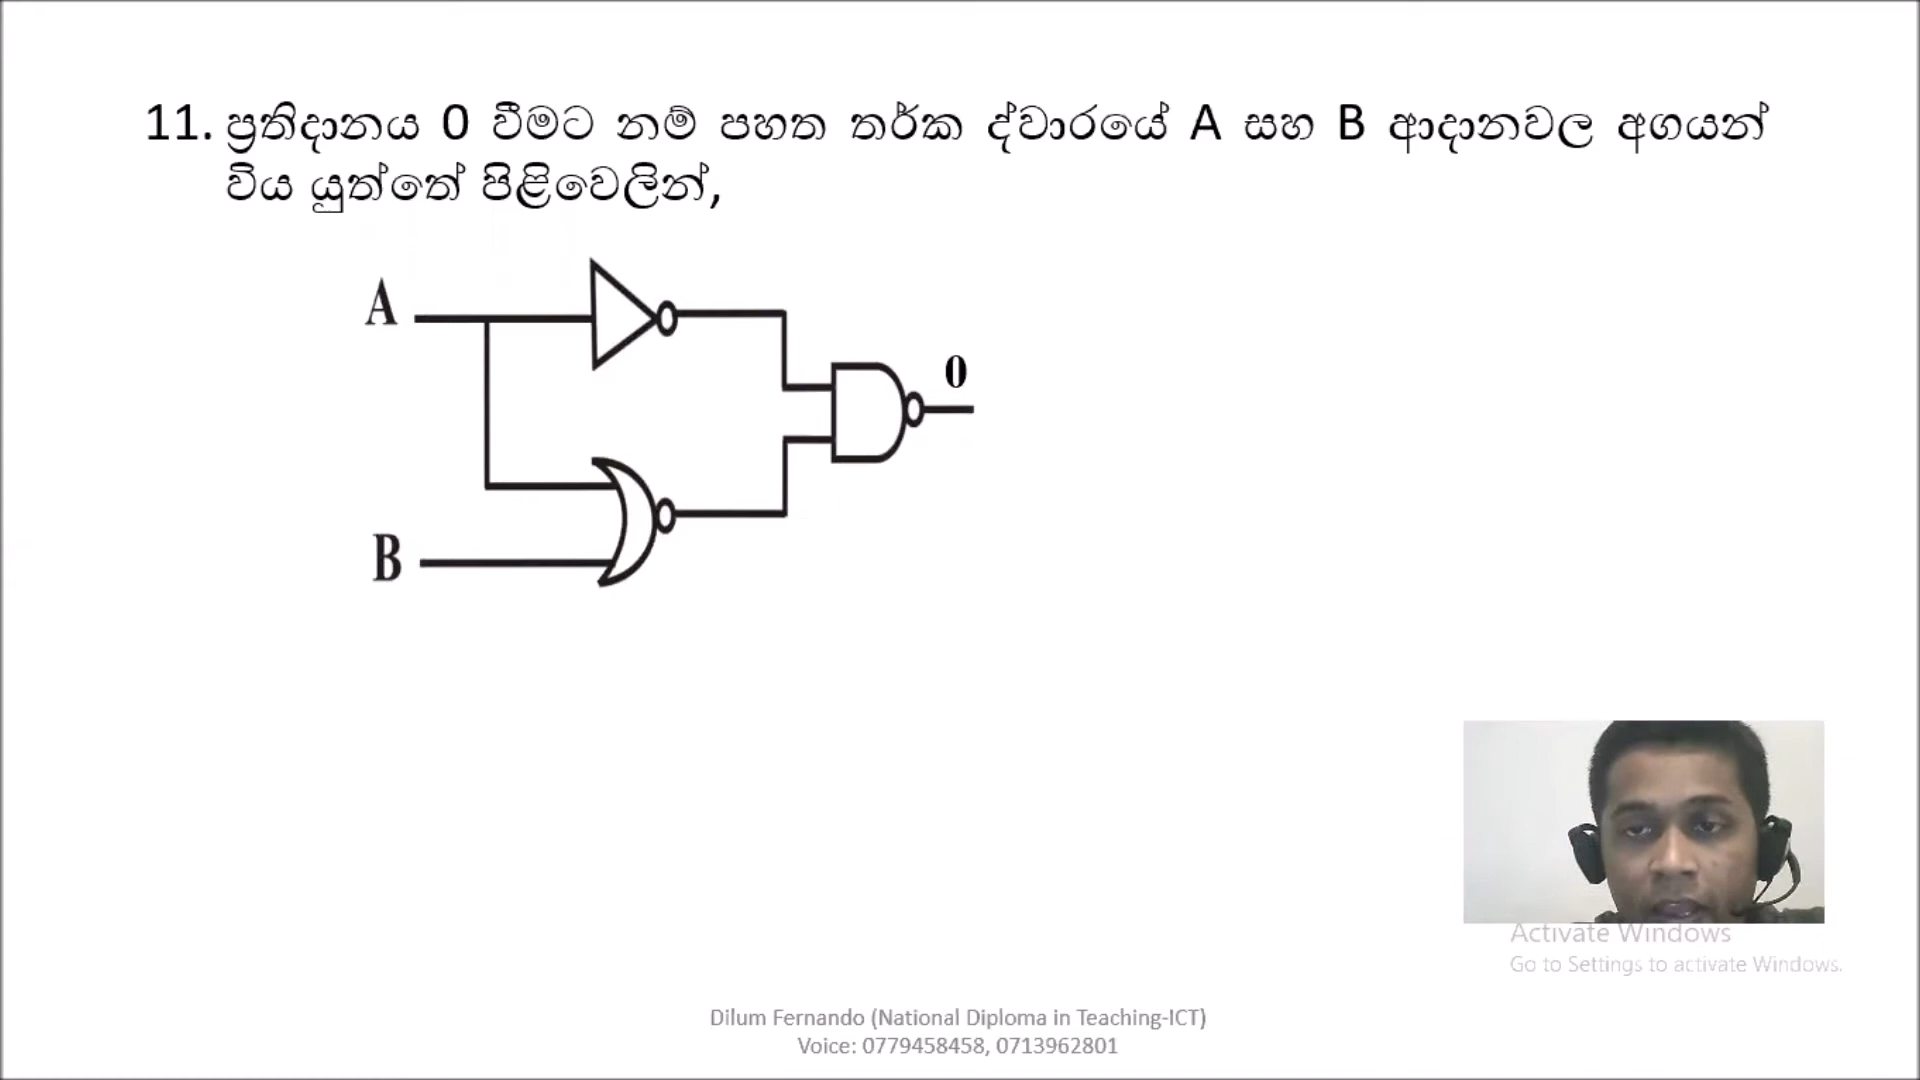 11. ප්‍රතිදානය 0 වීමට නම් පහත තර්ක ද්වාරයේ A සහ B ආදානවල අගයන්
විය යුත්තේ පිළිවෙලින්,
A
0
B
Activate Windows
Go to Settings to activate Windows.
Dilum Fernando (National Diploma in Teaching-ICT)
Voice: 0779458458, 0713962801